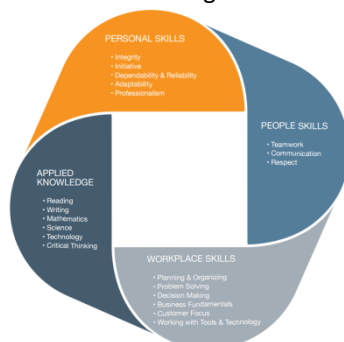 PERSONAL SKILLS
• Integrity
• Initiative
• Dependability & Reliability
• Adaptability
• Professionalism
PEOPLE SKILLS
• Teamwork
• Communication
• Respect
APPLIED
KNOWLEDGE
• Reading
• Writing
• Mathematics
• Science
• Technology
• Critical Thinking
WORKPLACE SKILLS
• Planning & Organizing
• Problem Solving
• Decision Making
• Business Fundamentals
• Customer Focus
• Working with Tools & Technology